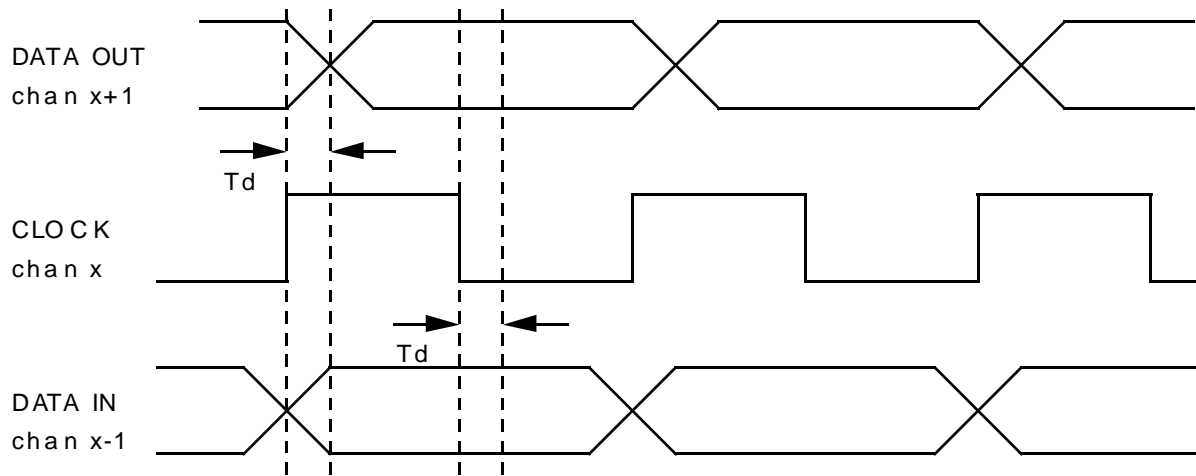 DATA OUT
chan x+1
Td
CLOCK
chan x
Td
DATA IN
chan x-1